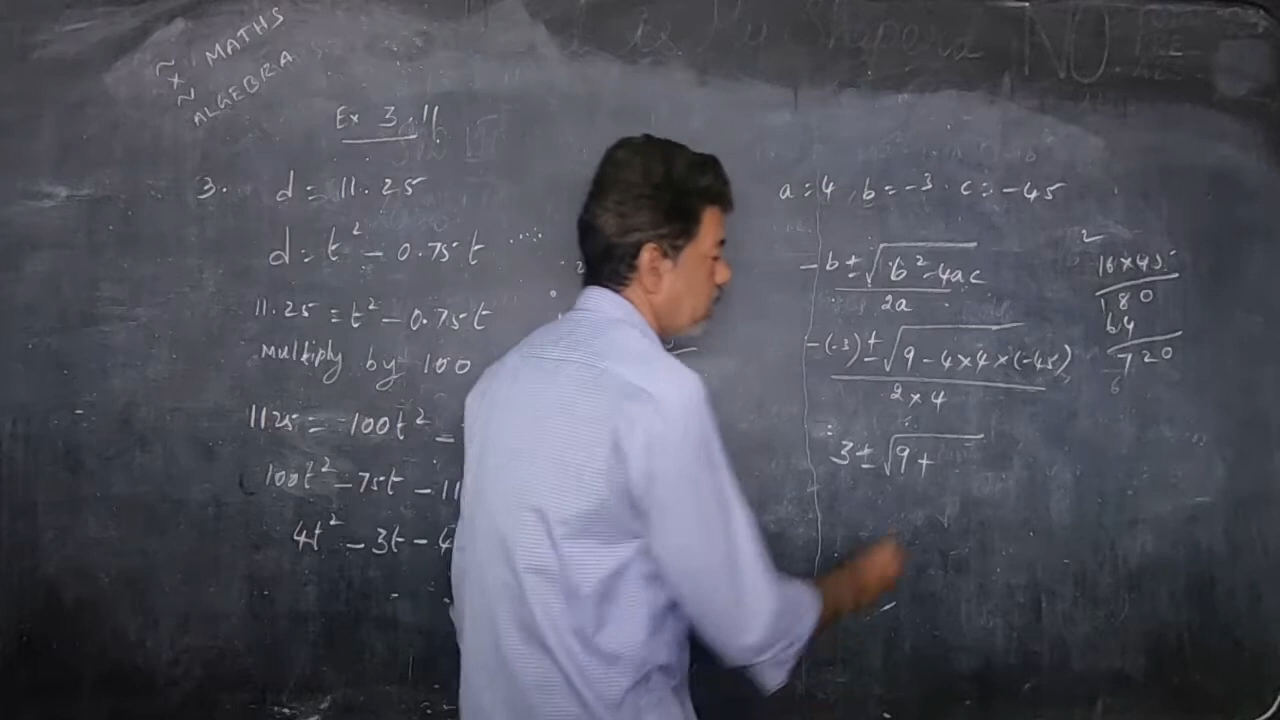 X MATHS
ALGEBRA
Ex 3.11
3. d = 11.25
d = t² - 0.75t ....
11.25 = t² - 0.75t
multiply by 100
1125 = 100t² -
100t² - 75t - 11
4t² - 3t - 4
a = 4, b = -3, c = -45
-b ± √b² - 4ac
2a
-(-3) ± √9 - 4×4×(-45)
2 × 4
3 ± √9 +
2
16×45
180
64
720
6